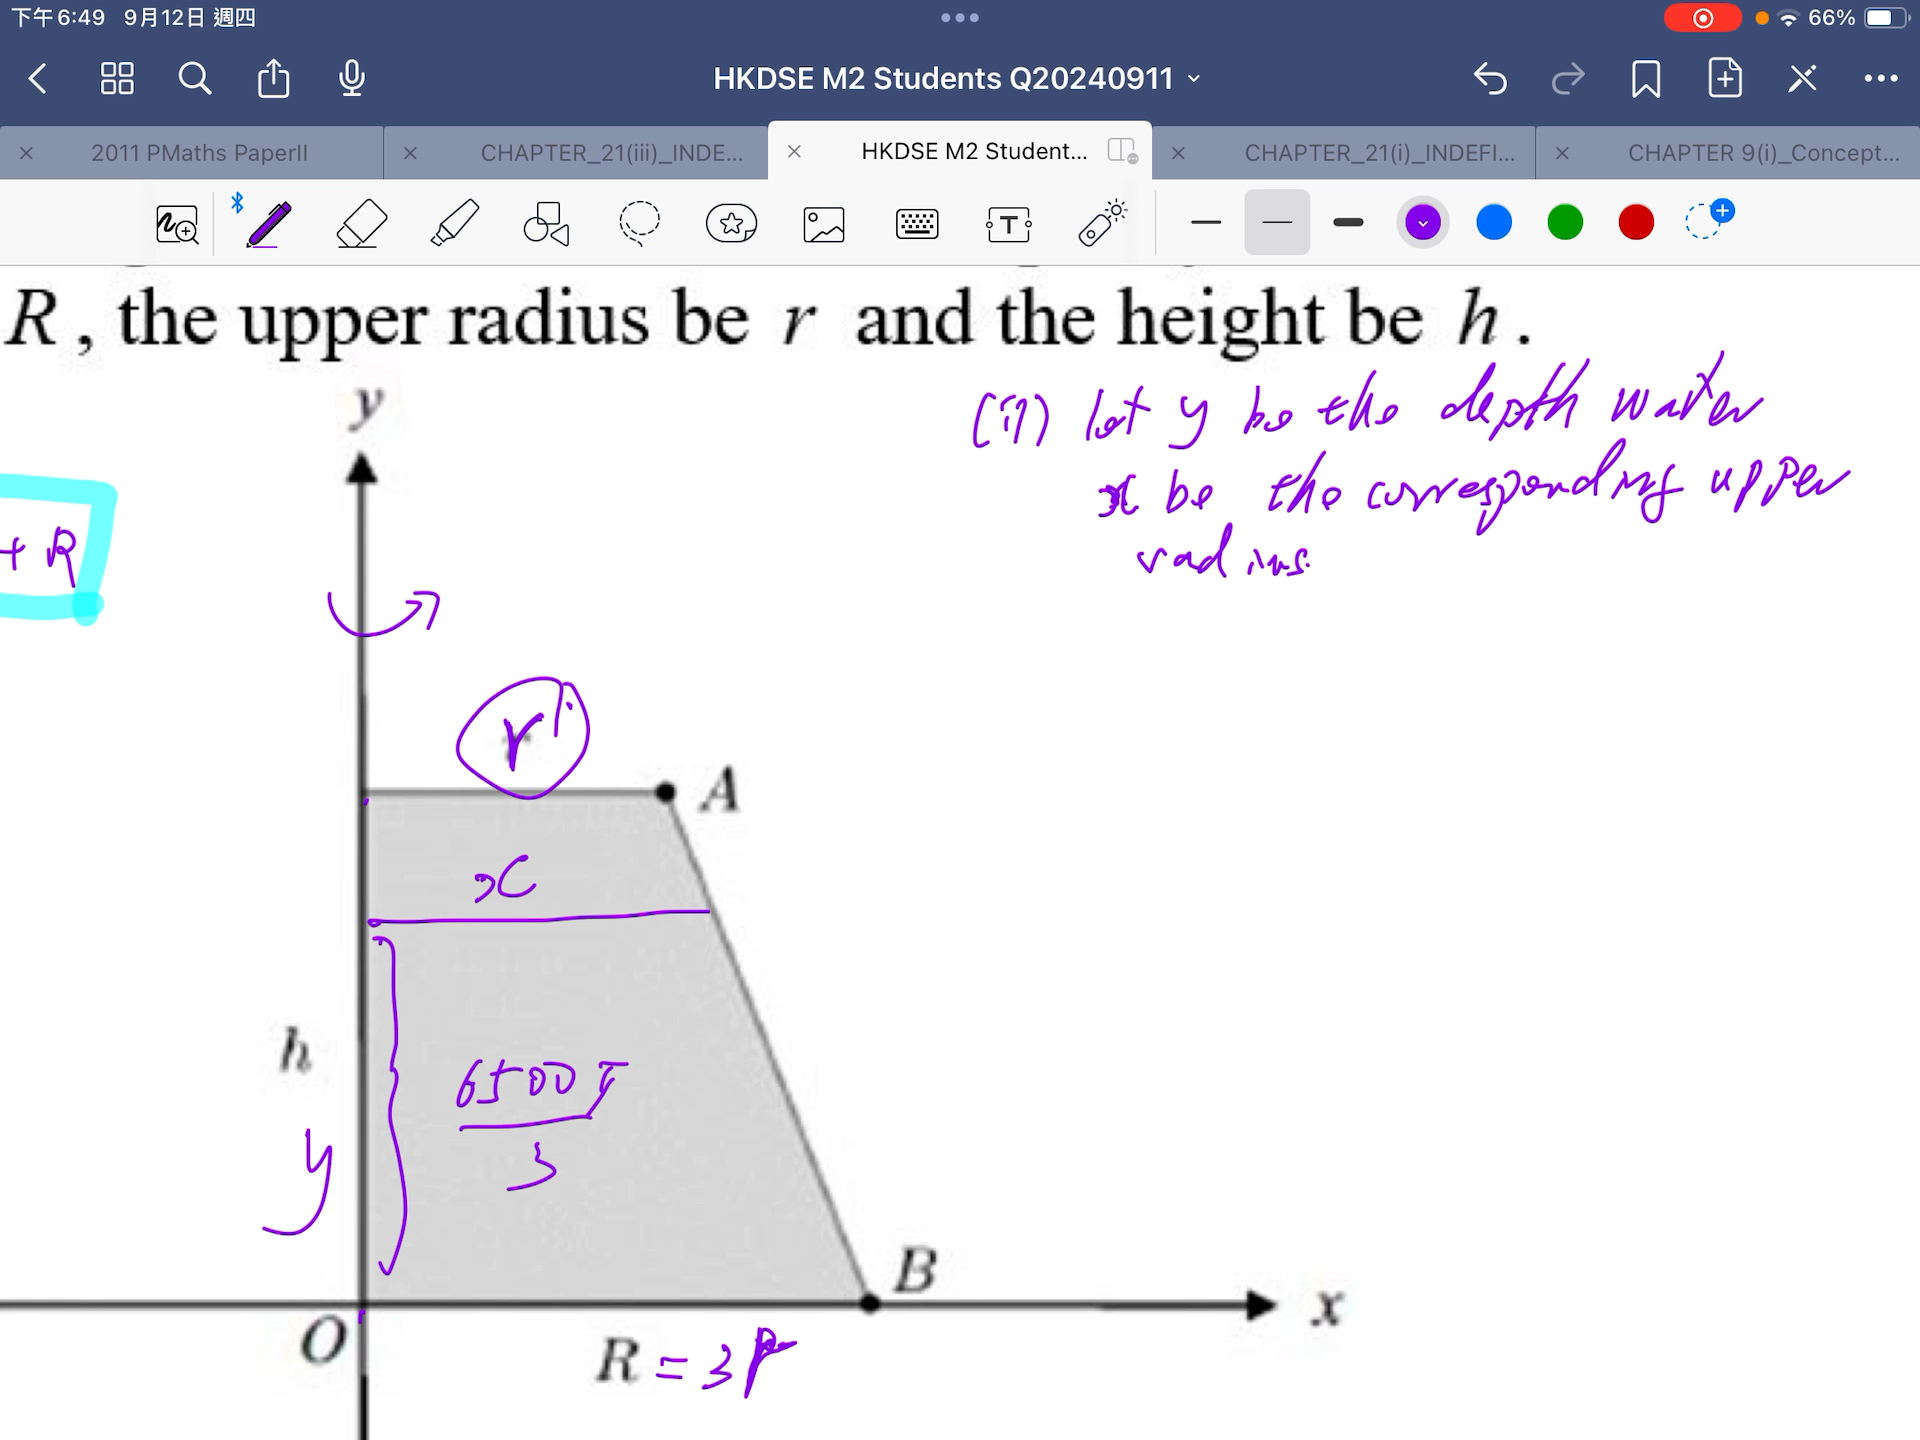 下午6:49 9月12日 週四
66%
HKDSE M2 Students Q20240911
2011 PMaths PaperII
CHAPTER_21(iii)_INDE...
HKDSE M2 Student...
CHAPTER_21(i)_INDEFI...
CHAPTER 9(i)_Concept...
R, the upper radius be r and the height be h.
y
(ii) let y be the depth water
x be the corresponding upper
radius.
+ R
r
A
x
h
6500π
3
y
B
O
x
R = 3